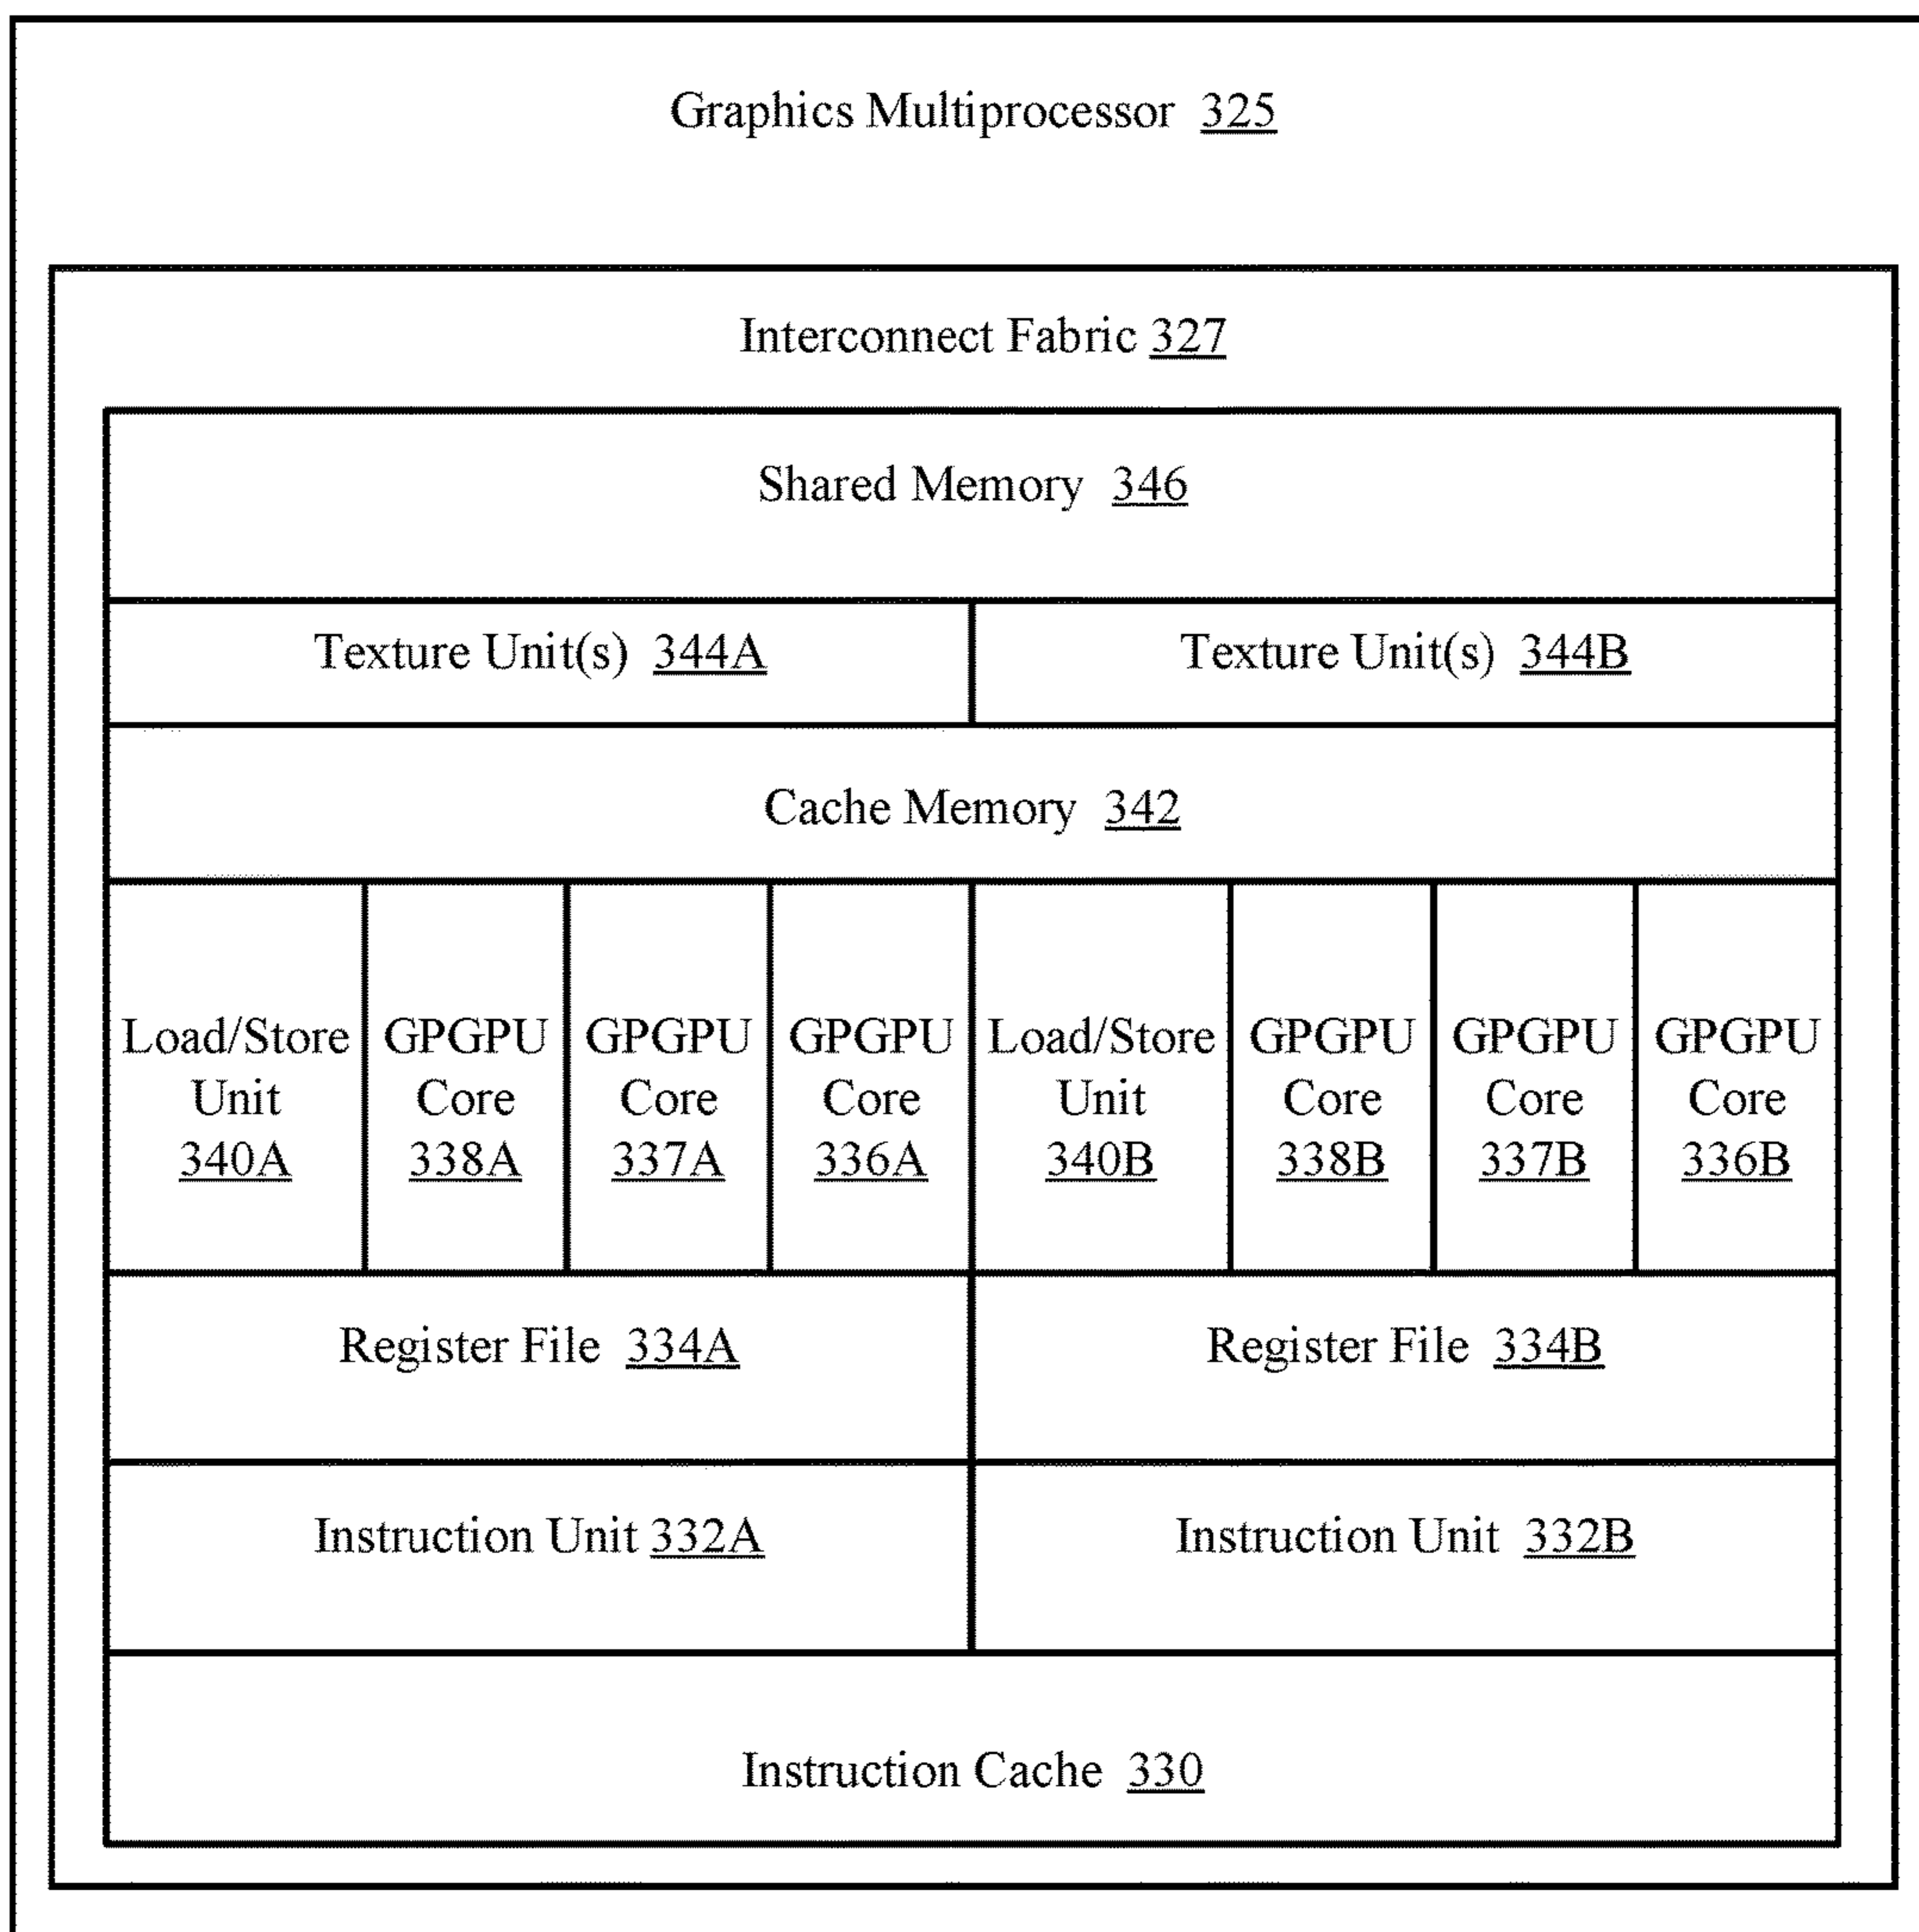 Graphics Multiprocessor 325
Interconnect Fabric 327
Shared Memory 346
Texture Unit(s) 344A
Texture Unit(s) 344B
Cache Memory 342
Load/Store
Unit
340A
GPGPU
Core
338A
GPGPU
Core
337A
GPGPU
Core
336A
Load/Store
Unit
340B
GPGPU
Core
338B
GPGPU
Core
337B
GPGPU
Core
336B
Register File 334A
Register File 334B
Instruction Unit 332A
Instruction Unit 332B
Instruction Cache 330